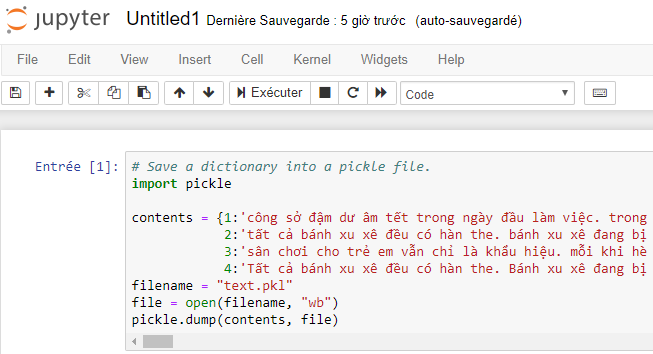 jupyter Untitled1 Dernière Sauvegarde : 5 giờ trước (auto-sauvegardé)
File Edit View Insert Cell Kernel Widgets Help
Exécuter Code
Entrée [1]: # Save a dictionary into a pickle file.
import pickle
contents = {1:'công sở đậm dư âm tết trong ngày đầu làm việc. trong
2:'tất cả bánh xu xê đều có hàn the. bánh xu xê đang bị
3:'sân chơi cho trẻ em vẫn chỉ là khẩu hiệu. mỗi khi hè
4:'Tất cả bánh xu xê đều có hàn the. Bánh xu xê đang bị
filename = "text.pkl"
file = open(filename, "wb")
pickle.dump(contents, file)